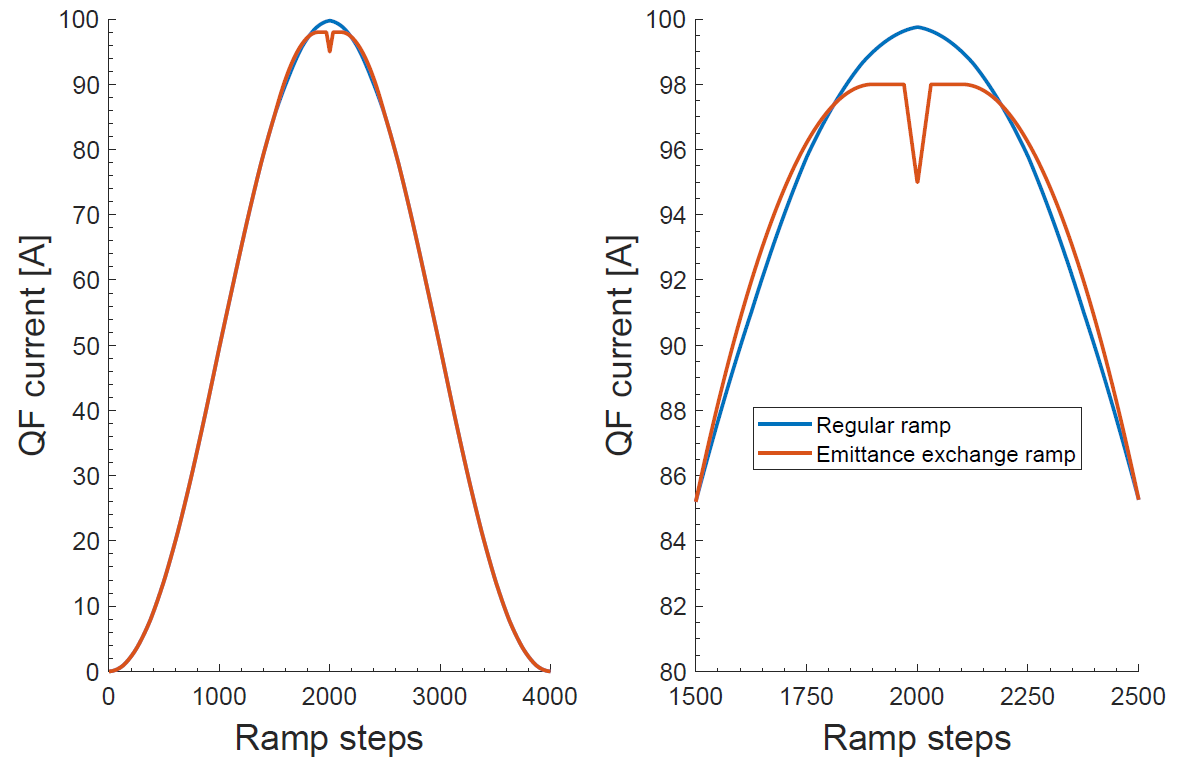 QF current [A]
100
90
80
70
60
50
40
30
20
10
0
0 1000 2000 3000 4000
Ramp steps
QF current [A]
100
98
96
94
92
90
88
86
84
82
80
Regular ramp
Emittance exchange ramp
1500 1750 2000 2250 2500
Ramp steps